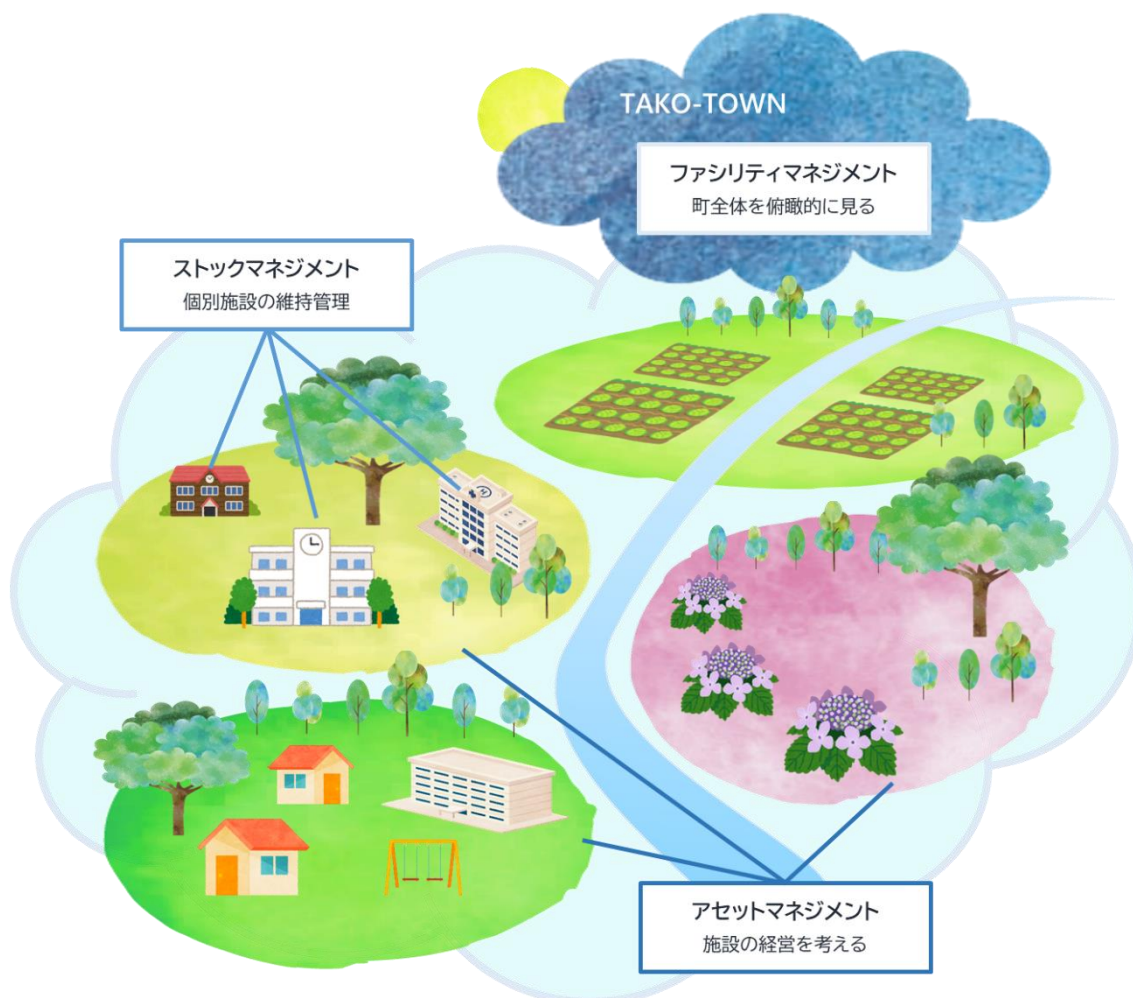 TAKO-TOWN
ファシリティマネジメント
町全体を俯瞰的に見る
ストックマネジメント
個別施設の維持管理
アセットマネジメント
施設の経営を考える